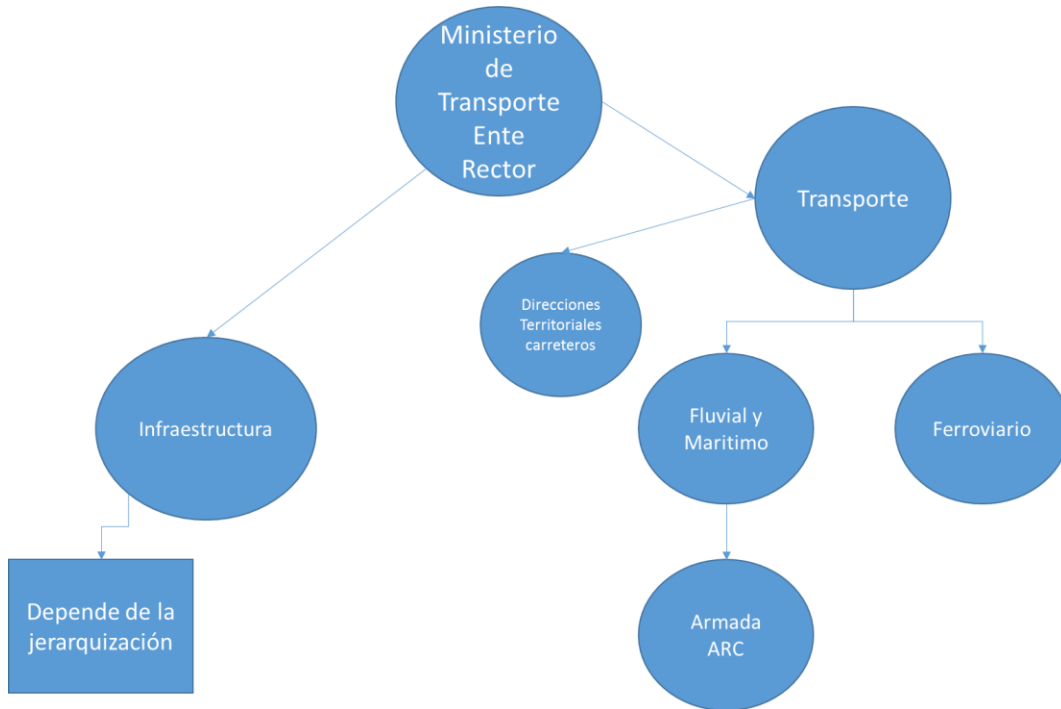 Ministerio
de
Transporte
Ente
Rector
Transporte
Direcciones
Territoriales
carreteros
Infraestructura
Fluvial y
Maritimo
Ferroviario
Depende de la
jerarquización
Armada
ARC